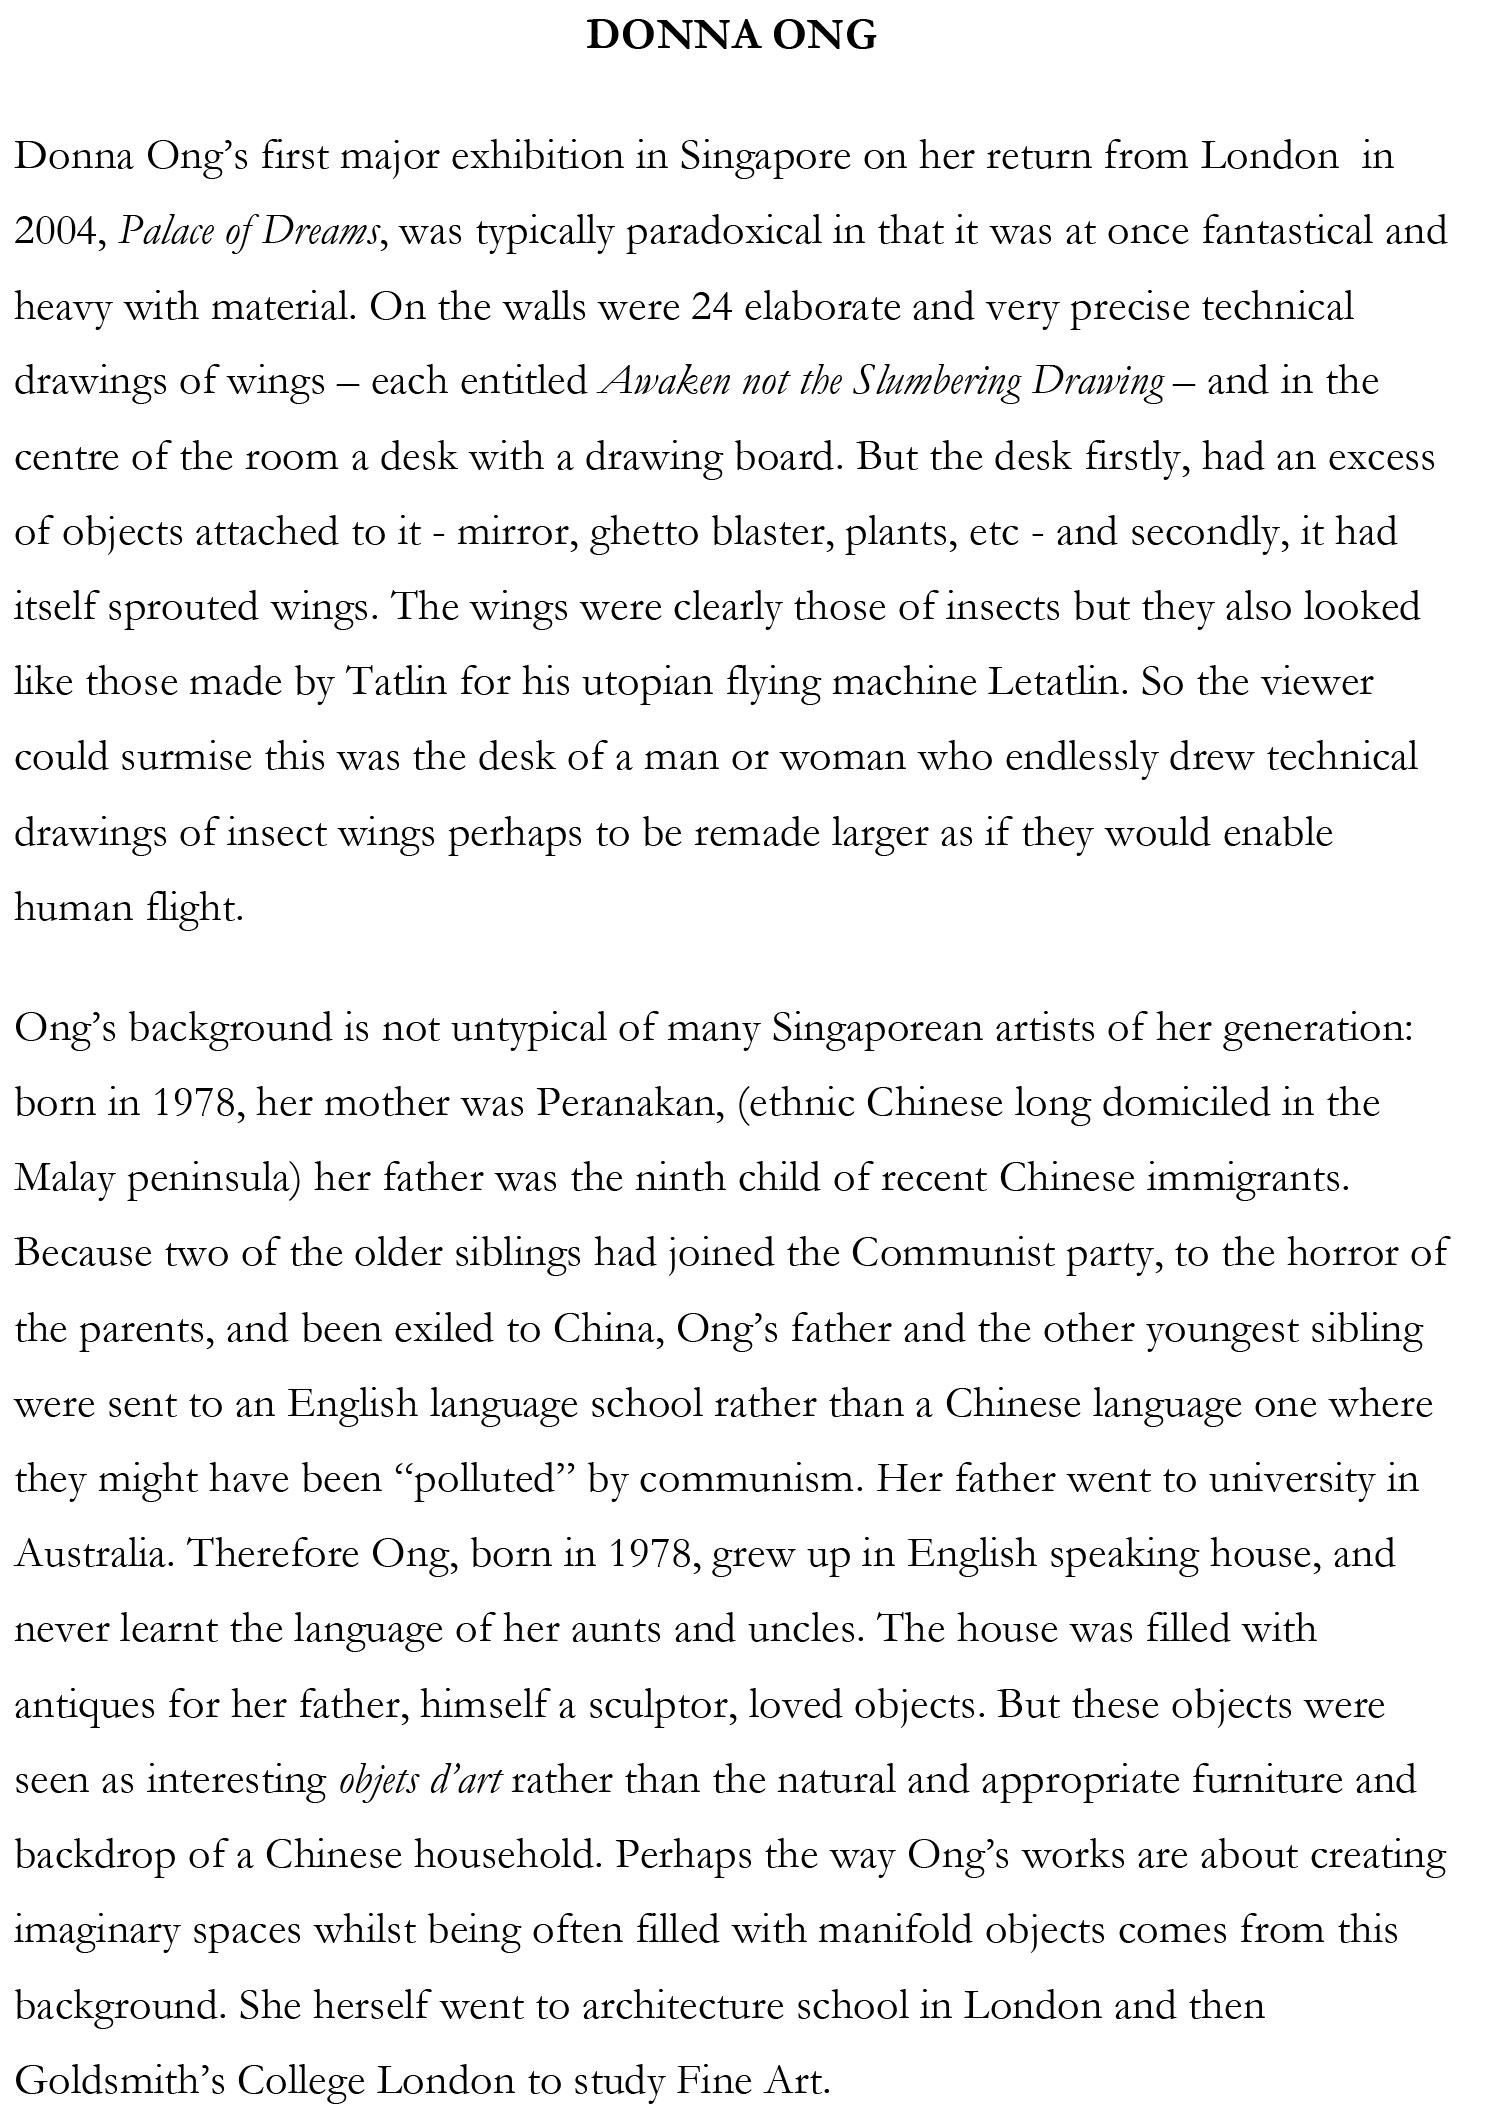 DONNA ONG
Donna Ong’s first major exhibition in Singapore on her return from London  in
2004, Palace of Dreams, was typically paradoxical in that it was at once fantastical and
heavy with material. On the walls were 24 elaborate and very precise technical
drawings of wings – each entitled Awaken not the Slumbering Drawing – and in the
centre of the room a desk with a drawing board. But the desk firstly, had an excess
of objects attached to it - mirror, ghetto blaster, plants, etc - and secondly, it had
itself sprouted wings. The wings were clearly those of insects but they also looked
like those made by Tatlin for his utopian flying machine Letatlin. So the viewer
could surmise this was the desk of a man or woman who endlessly drew technical
drawings of insect wings perhaps to be remade larger as if they would enable
human flight.
Ong’s background is not untypical of many Singaporean artists of her generation:
born in 1978, her mother was Peranakan, (ethnic Chinese long domiciled in the
Malay peninsula) her father was the ninth child of recent Chinese immigrants.
Because two of the older siblings had joined the Communist party, to the horror of
the parents, and been exiled to China, Ong’s father and the other youngest sibling
were sent to an English language school rather than a Chinese language one where
they might have been “polluted” by communism. Her father went to university in
Australia. Therefore Ong, born in 1978, grew up in English speaking house, and
never learnt the language of her aunts and uncles. The house was filled with
antiques for her father, himself a sculptor, loved objects. But these objects were
seen as interesting objets d’art rather than the natural and appropriate furniture and
backdrop of a Chinese household. Perhaps the way Ong’s works are about creating
imaginary spaces whilst being often filled with manifold objects comes from this
background. She herself went to architecture school in London and then
Goldsmith’s College London to study Fine Art.